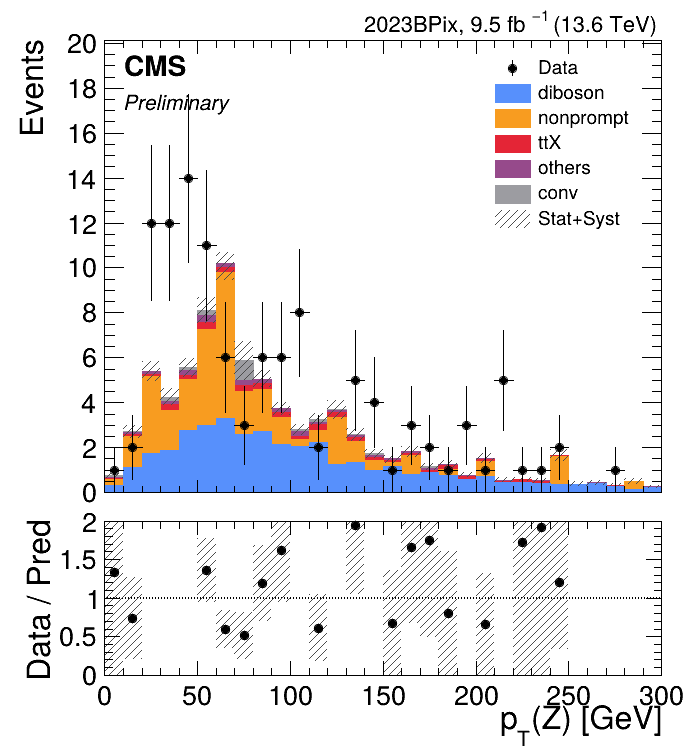 2023BPix, 9.5 fb⁻¹ (13.6 TeV)
Events
20
18
16
14
12
10
8
6
4
2
0
CMS
Preliminary
Data
diboson
nonprompt
ttX
others
conv
Stat+Syst
Data / Pred
2
1.5
1
0.5
0
0 50 100 150 200 250 300
p_T(Z) [GeV]